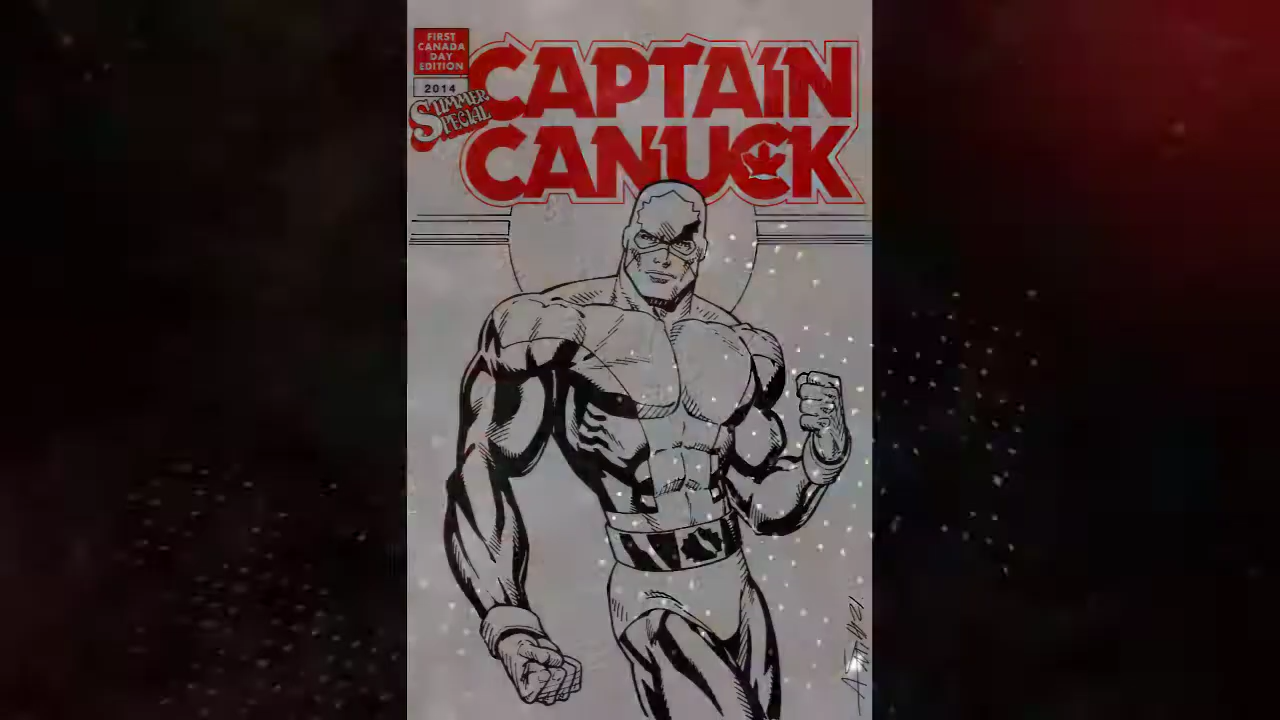 FIRST
CANADA
DAY
EDITION
2014
SUMMER
SPECIAL
CAPTAIN
CANUCK